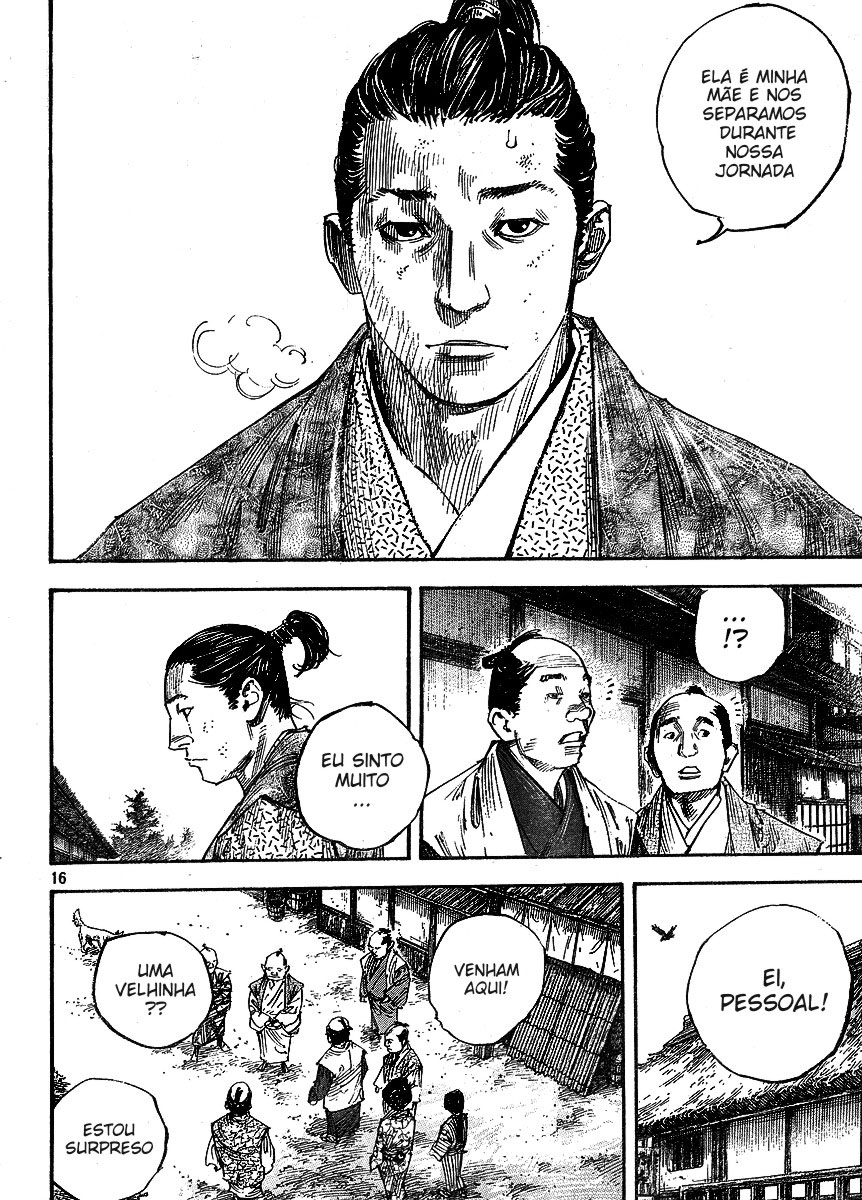 ELA É MINHA
MÃE E NOS
SEPARAMOS
DURANTE
NOSSA
JORNADA
...
!?
EU SINTO
MUITO
...
16
EI,
PESSOAL!
VENHAM
AQUI!
UMA
VELHINHA
??
ESTOU
SURPRESO